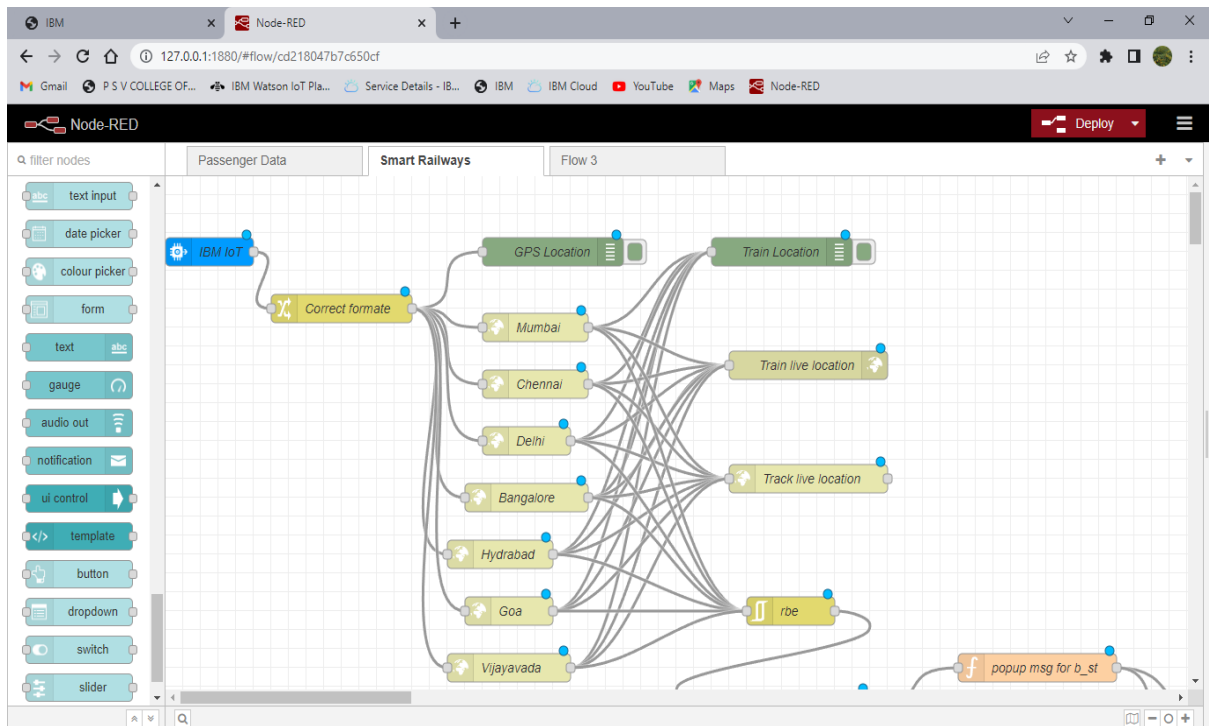 IBM
Node-RED
127.0.0.1:1880/#flow/cd218047b7c650cf
Gmail P S V COLLEGE OF... IBM Watson IoT Pla... Service Details - IB... IBM IBM Cloud YouTube Maps Node-RED
Node-RED Deploy
filter nodes Passenger Data Smart Railways Flow 3
abc text input
date picker
colour picker
form
text abc
gauge
audio out
notification
ui control
</> template
button
dropdown
switch
slider
IBM IoT
Correct formate
GPS Location
Mumbai
Chennai
Delhi
Bangalore
Hydrabad
Goa
Vijayavada
Train Location
Train live location
Track live location
rbe
f popup msg for b_st